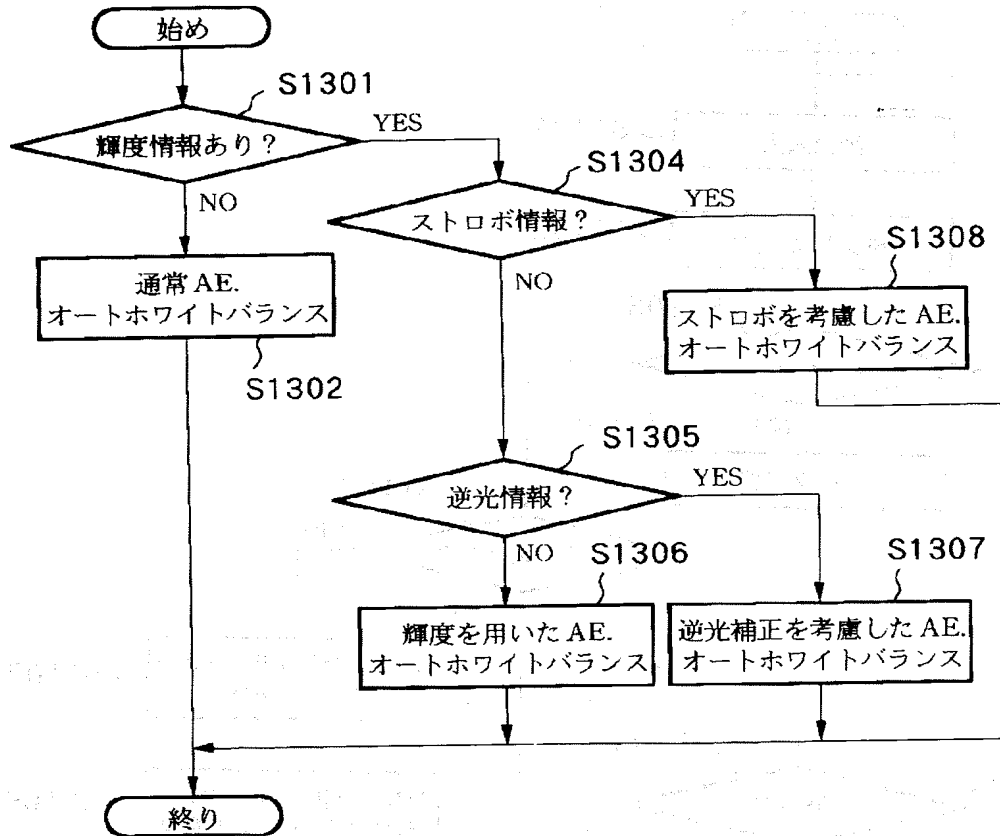 始め
S1301
輝度情報あり?
YES
NO
S1304
ストロボ情報?
YES
NO
通常AE.
オートホワイトバランス
S1302
S1308
ストロボを考慮したAE.
オートホワイトバランス
S1305
逆光情報?
YES
NO
S1306
輝度を用いたAE.
オートホワイトバランス
S1307
逆光補正を考慮したAE.
オートホワイトバランス
終り